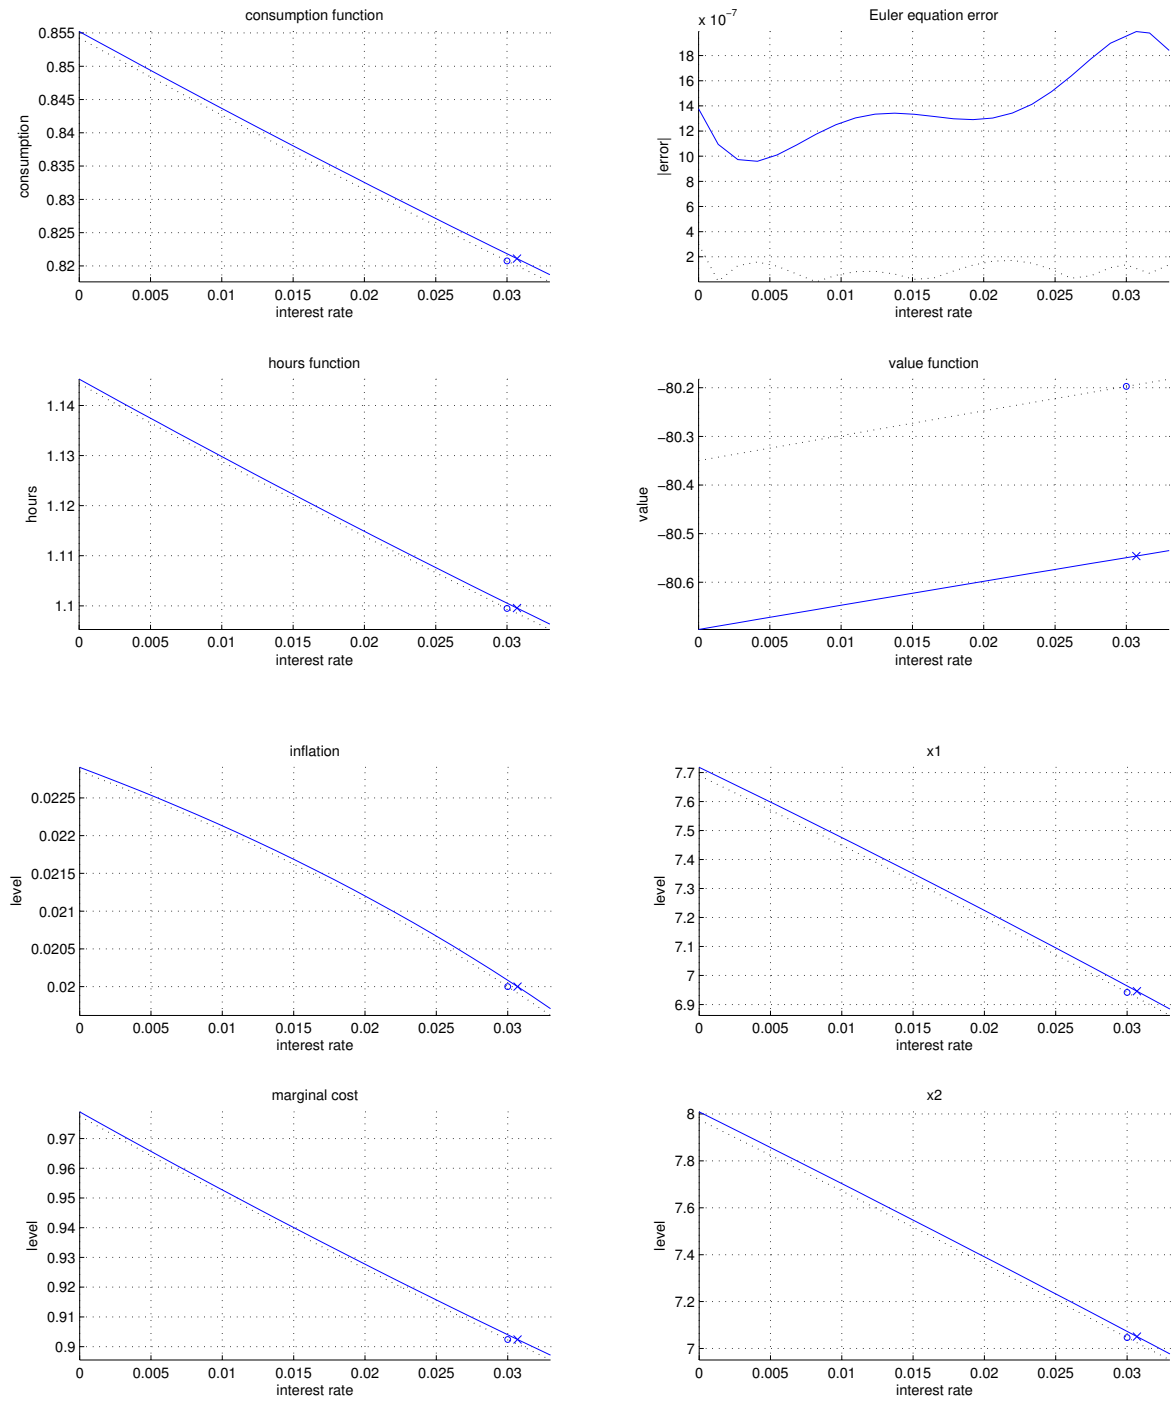 consumption function
0.855
0.85
0.845
0.84
0.835
0.83
0.825
0.82
consumption
0 0.005 0.01 0.015 0.02 0.025 0.03
interest rate
Euler equation error
x 10⁻⁷
18
16
14
12
10
8
6
4
2
|error|
0 0.005 0.01 0.015 0.02 0.025 0.03
interest rate
hours function
1.14
1.13
1.12
1.11
1.1
hours
0 0.005 0.01 0.015 0.02 0.025 0.03
interest rate
value function
−80.2
−80.3
−80.4
−80.5
−80.6
value
0 0.005 0.01 0.015 0.02 0.025 0.03
interest rate
inflation
0.0225
0.022
0.0215
0.021
0.0205
0.02
level
0 0.005 0.01 0.015 0.02 0.025 0.03
interest rate
x1
7.7
7.6
7.5
7.4
7.3
7.2
7.1
7
6.9
level
0 0.005 0.01 0.015 0.02 0.025 0.03
interest rate
marginal cost
0.97
0.96
0.95
0.94
0.93
0.92
0.91
0.9
level
0 0.005 0.01 0.015 0.02 0.025 0.03
interest rate
x2
8
7.8
7.6
7.4
7.2
7
level
0 0.005 0.01 0.015 0.02 0.025 0.03
interest rate